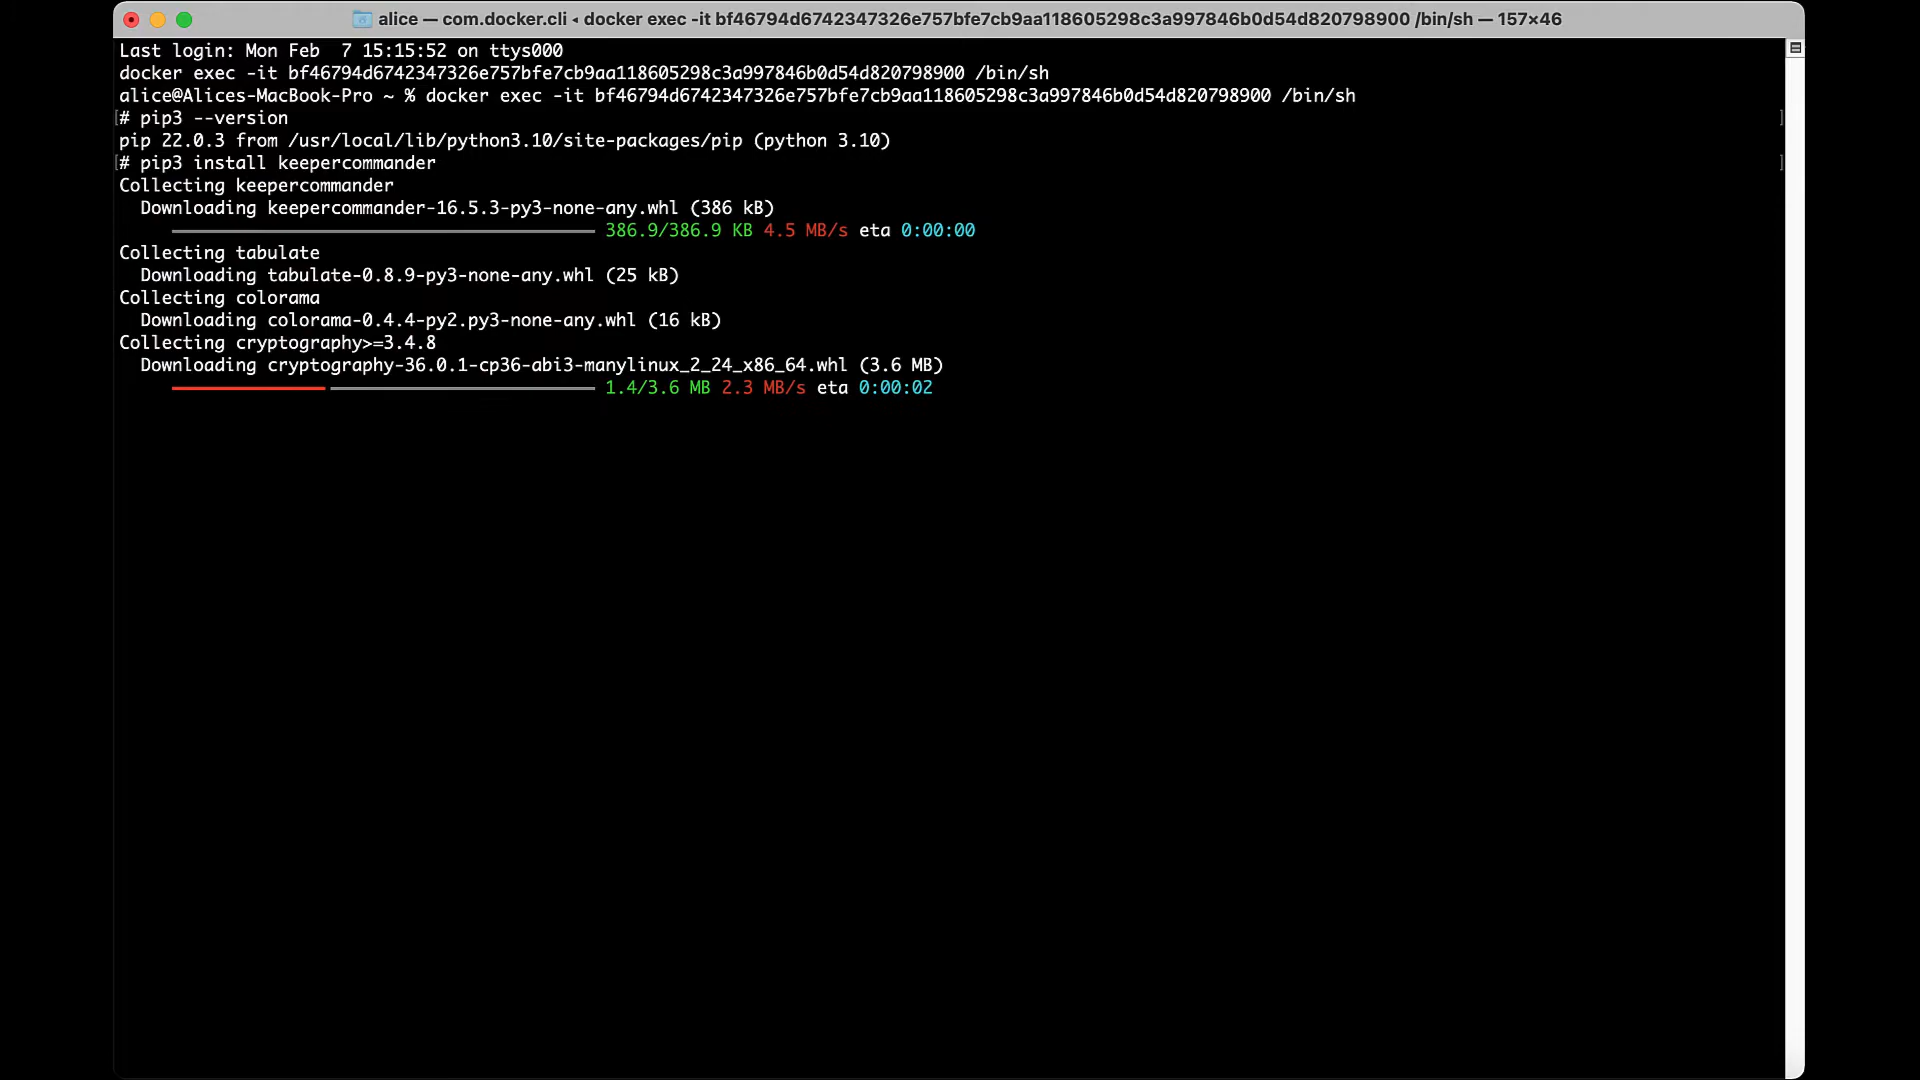 alice — com.docker.cli ◂ docker exec -it bf46794d6742347326e757bfe7cb9aa118605298c3a997846b0d54d820798900 /bin/sh — 157×46
Last login: Mon Feb  7 15:15:52 on ttys000
docker exec -it bf46794d6742347326e757bfe7cb9aa118605298c3a997846b0d54d820798900 /bin/sh
alice@Alices-MacBook-Pro ~ % docker exec -it bf46794d6742347326e757bfe7cb9aa118605298c3a997846b0d54d820798900 /bin/sh
[# pip3 --version ]
pip 22.0.3 from /usr/local/lib/python3.10/site-packages/pip (python 3.10)
[# pip3 install keepercommander ]
Collecting keepercommander
  Downloading keepercommander-16.5.3-py3-none-any.whl (386 kB)
386.9/386.9 KB 4.5 MB/s eta 0:00:00
Collecting tabulate
  Downloading tabulate-0.8.9-py3-none-any.whl (25 kB)
Collecting colorama
  Downloading colorama-0.4.4-py2.py3-none-any.whl (16 kB)
Collecting cryptography>=3.4.8
  Downloading cryptography-36.0.1-cp36-abi3-manylinux_2_24_x86_64.whl (3.6 MB)
1.4/3.6 MB 2.3 MB/s eta 0:00:02